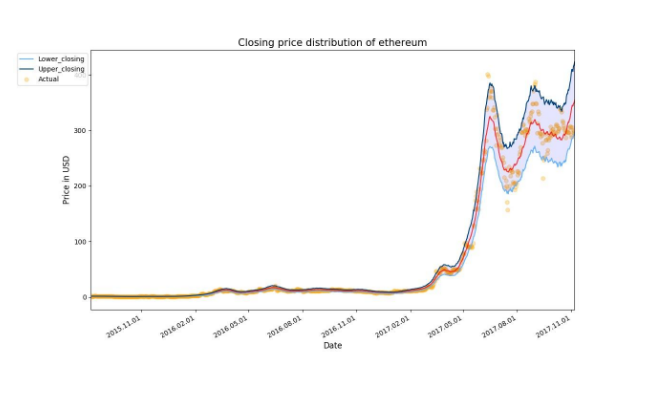 Closing price distribution of ethereum
Lower_closing
Upper_closing
Actual
Price in USD
300
200
100
0
2015.11.01
2016.02.01
2016.05.01
2016.08.01
2016.11.01
2017.02.01
2017.05.01
2017.08.01
2017.11.01
Date